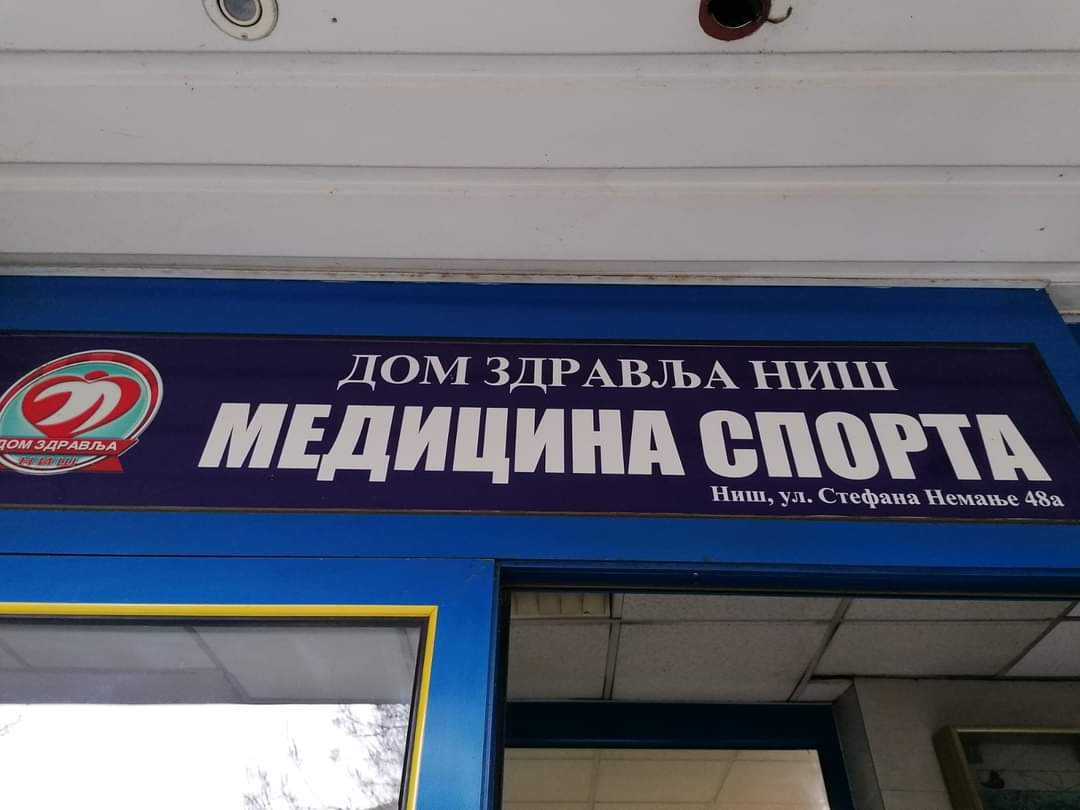 ДОМ ЗДРАВЉА НИШ
МЕДИЦИНА СПОРТА
Ниш, ул. Стефана Немање 48а
ДОМ ЗДРАВЉА